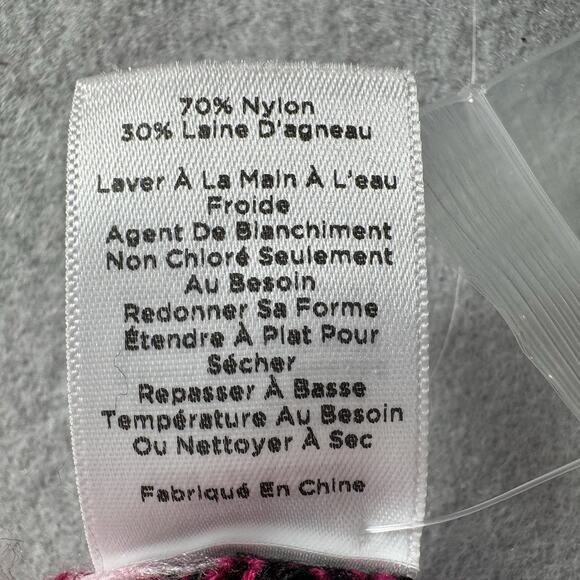 70% Nylon
30% Laine D'agneau
Laver À La Main À L'eau
Froide
Agent De Blanchiment
Non Chloré Seulement
Au Besoin
Redonner Sa Forme
Étendre À Plat Pour
Sécher
Repasser À Basse
Température Au Besoin
Ou Nettoyer À Sec
Fabriqué En Chine